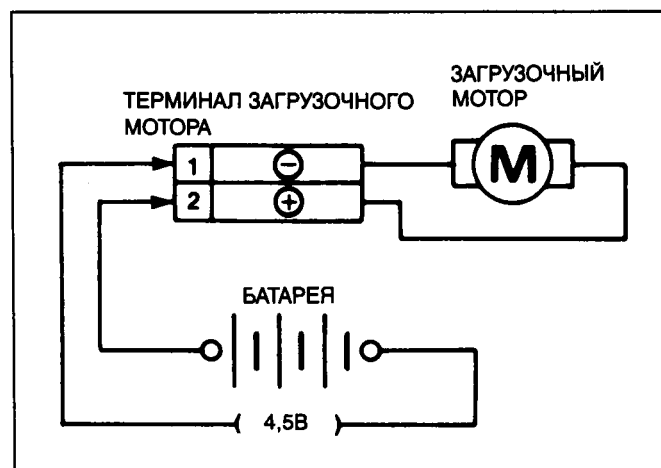 ЗАГРУЗОЧНЫЙ
МОТОР
ТЕРМИНАЛ ЗАГРУЗОЧНОГО
МОТОРА
1 -
2 +
M
БАТАРЕЯ
4,5В